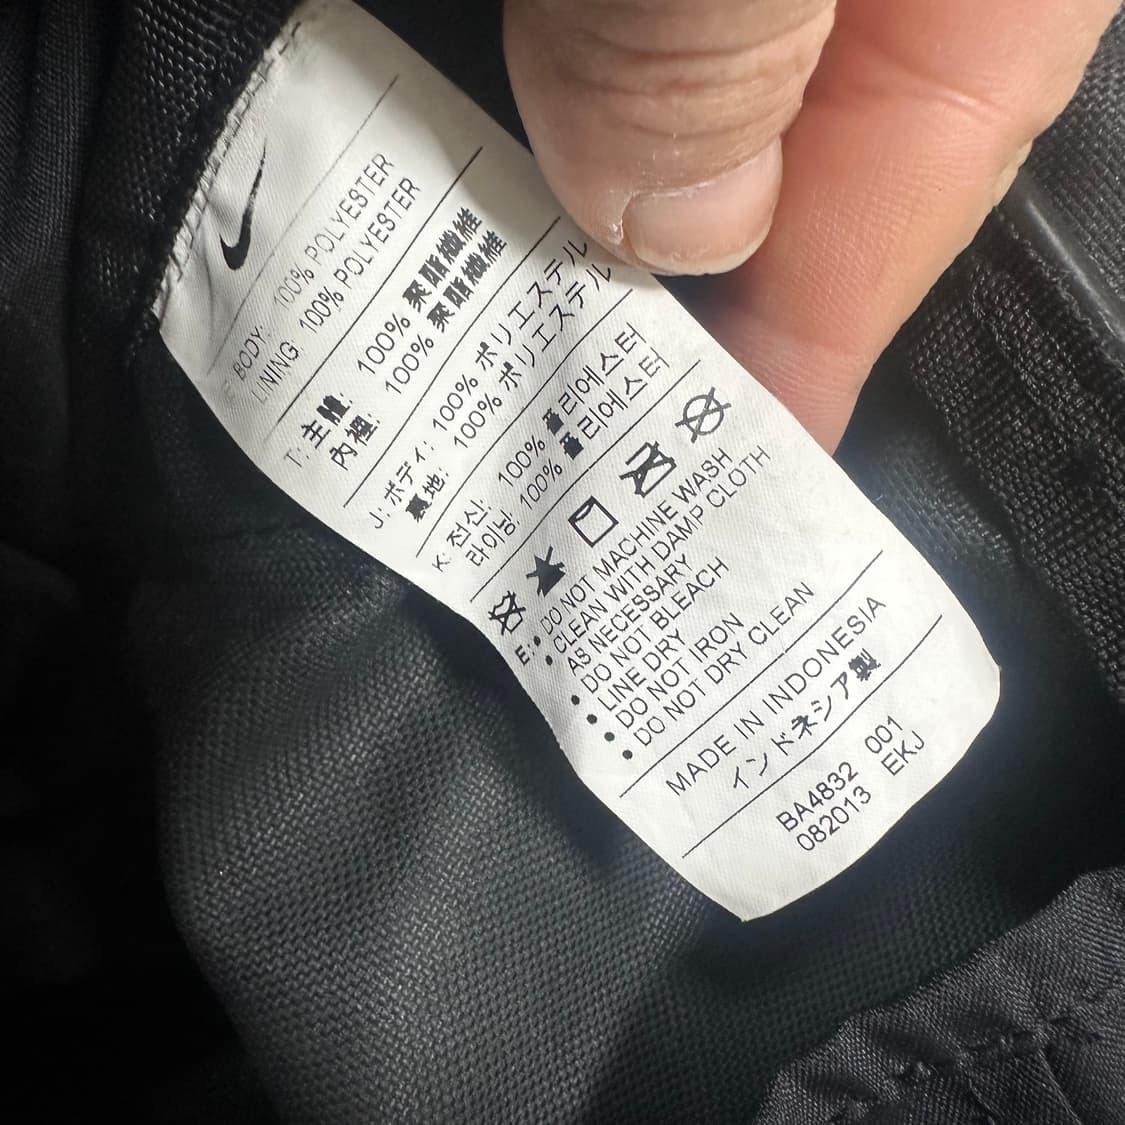 E: BODY: 100% POLYESTER
LINING: 100% POLYESTER
T: 主體: 100% 聚酯纖維
內裡: 100% 聚酯纖維
J: ボディ: 100% ポリエステル
裏地: 100% ポリエステル
K: 전신: 100% 폴리에스터
라이닝: 100% 폴리에스터
E: • DO NOT MACHINE WASH
• CLEAN WITH DAMP CLOTH
AS NECESSARY
• DO NOT BLEACH
• LINE DRY
• DO NOT IRON
• DO NOT DRY CLEAN
MADE IN INDONESIA
インドネシア製
BA4832 001
082013 EKJ